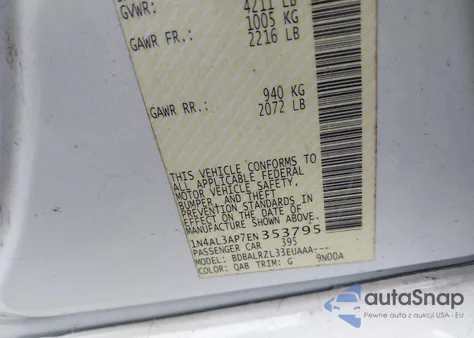 GVWR: 4211 LB
1005 KG
GAWR FR.: 2216 LB
940 KG
GAWR RR.: 2072 LB
THIS VEHICLE CONFORMS TO
ALL APPLICABLE FEDERAL
MOTOR VEHICLE SAFETY,
BUMPER, AND THEFT
PREVENTION STANDARDS IN
EFFECT ON THE DATE OF
MANUFACTURE SHOWN ABOVE.
1N4AL3AP7EN353795
PASSENGER CAR 395
MODEL: BDBALRZL33EUAAA---
COLOR: QAB TRIM: G 9N00A
autaSnap
Pewne auta z aukcji USA i EU